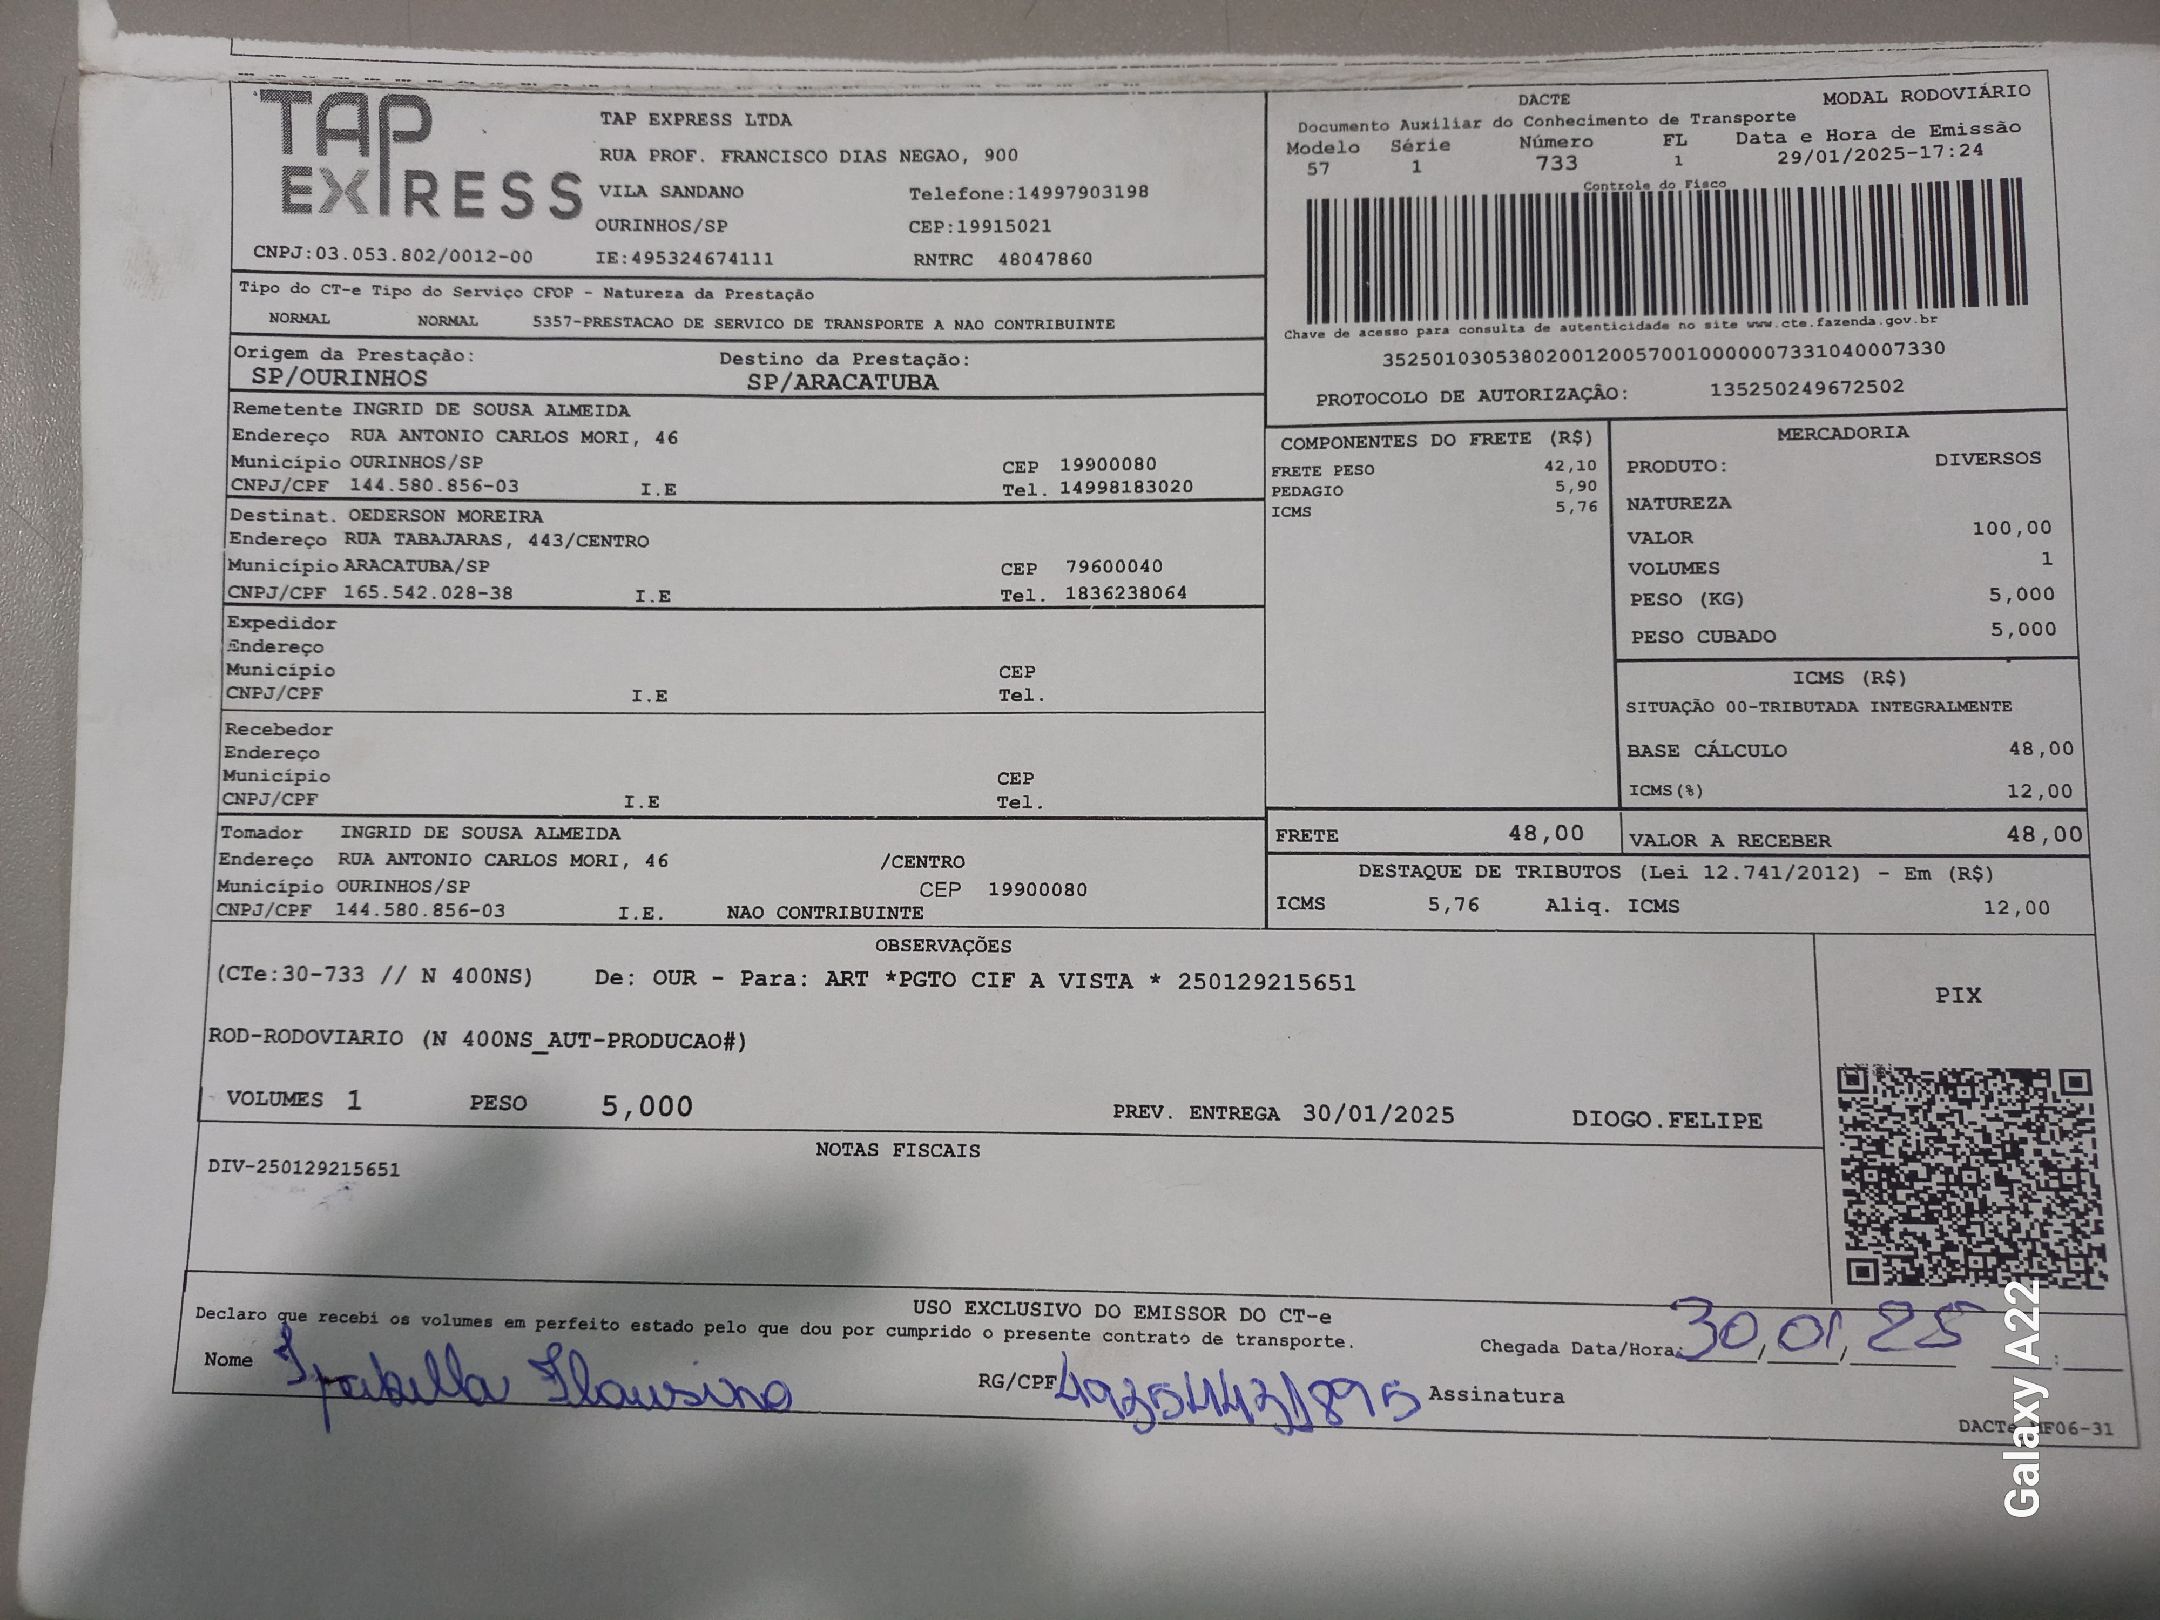 TAP EXPRESS
TAP EXPRESS LTDA
RUA PROF. FRANCISCO DIAS NEGAO, 900
VILA SANDANO Telefone:14997903198
OURINHOS/SP CEP:19915021
CNPJ:03.053.802/0012-00 IE:495324674111 RNTRC 48047860
DACTE MODAL RODOVIÁRIO
Documento Auxiliar do Conhecimento de Transporte
Modelo Série Número FL Data e Hora de Emissão
57 1 733 1 29/01/2025-17:24
Controle do Fisco
Chave de acesso para consulta de autenticidade no site www.cte.fazenda.gov.br
35250103053802001200570010000007331040007330
PROTOCOLO DE AUTORIZAÇÂO: 135250249672502
Tipo do CT-e Tipo do Serviço CFOP - Natureza da Prestação
NORMAL NORMAL 5357-PRESTACAO DE SERVICO DE TRANSPORTE A NAO CONTRIBUINTE
Origem da Prestação: Destino da Prestação:
SP/OURINHOS SP/ARACATUBA
Remetente INGRID DE SOUSA ALMEIDA
Endereço RUA ANTONIO CARLOS MORI, 46
Município OURINHOS/SP CEP 19900080
CNPJ/CPF 144.580.856-03 I.E Tel. 14998183020
Destinat. OEDERSON MOREIRA
Endereço RUA TABAJARAS, 443/CENTRO
Município ARACATUBA/SP CEP 79600040
CNPJ/CPF 165.542.028-38 I.E Tel. 1836238064
Expedidor
Endereço
Município CEP
CNPJ/CPF I.E Tel.
Recebedor
Endereço
Município CEP
CNPJ/CPF I.E Tel.
Tomador INGRID DE SOUSA ALMEIDA
Endereço RUA ANTONIO CARLOS MORI, 46 /CENTRO
Município OURINHOS/SP CEP 19900080
CNPJ/CPF 144.580.856-03 I.E. NAO CONTRIBUINTE
COMPONENTES DO FRETE (R$)
FRETE PESO 42,10
PEDAGIO 5,90
ICMS 5,76
MERCADORIA
PRODUTO: DIVERSOS
NATUREZA
VALOR 100,00
VOLUMES 1
PESO (KG) 5,000
PESO CUBADO 5,000
ICMS (R$)
SITUAÇÃO 00-TRIBUTADA INTEGRALMENTE
BASE CÁLCULO 48,00
ICMS(%) 12,00
FRETE 48,00 VALOR A RECEBER 48,00
DESTAQUE DE TRIBUTOS (Lei 12.741/2012) - Em (R$)
ICMS 5,76 Aliq. ICMS 12,00
OBSERVAÇÕES
(CTe:30-733 // N 400NS) De: OUR - Para: ART *PGTO CIF A VISTA * 250129215651
ROD-RODOVIARIO (N 400NS_AUT-PRODUCAO#)
VOLUMES 1 PESO 5,000 PREV. ENTREGA 30/01/2025 DIOGO.FELIPE
PIX
NOTAS FISCAIS
DIV-250129215651
USO EXCLUSIVO DO EMISSOR DO CT-e
Declaro que recebi os volumes em perfeito estado pelo que dou por cumprido o presente contrato de transporte.
Chegada Data/Hora: 30,01,25 :
Nome RG/CPF Assinatura
Galaxy A22